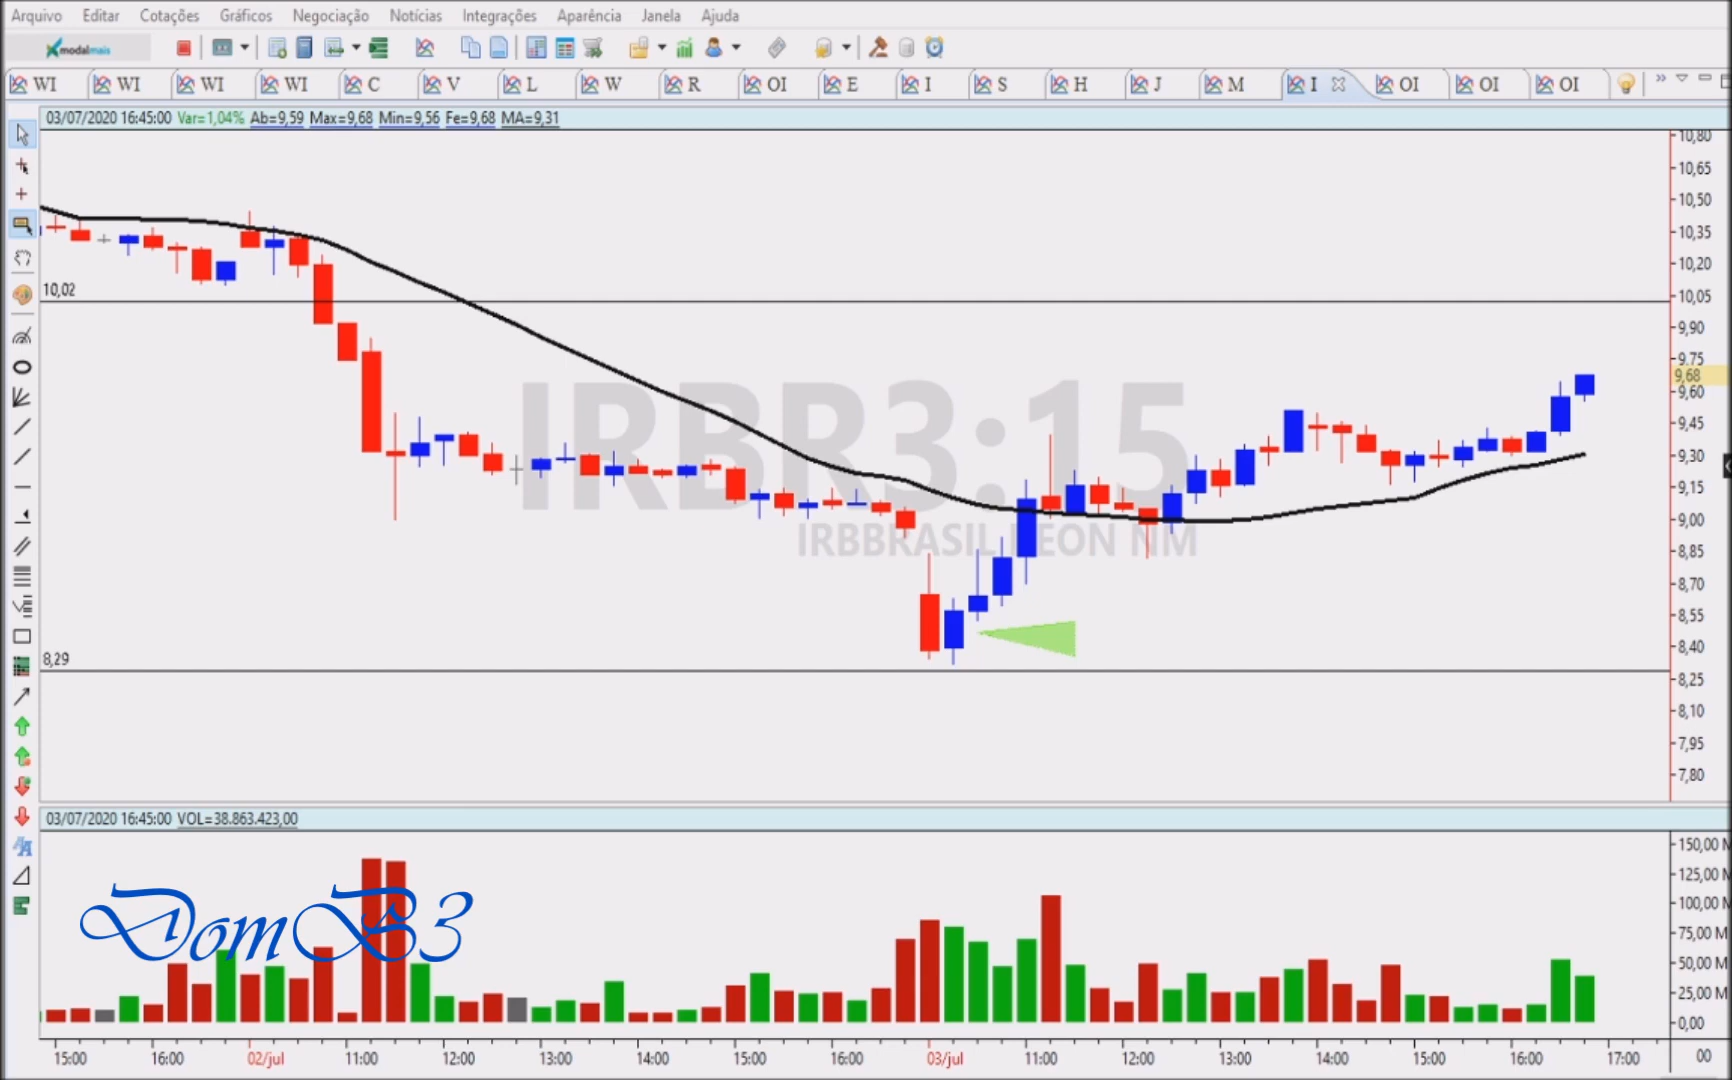 Arquivo Editar Cotações Gráficos Negociação Notícias Integrações Aparência Janela Ajuda
modalmais
WI WI WI WI C V L W R OI E I S H J M I OI OI OI
03/07/2020 16:45:00 Var=1,04% Ab=9,59 Max=9,68 Min=9,56 Fe=9,68 MA=9,31
10,80
10,65
10,50
10,35
10,20
10,02
10,05
9,90
9,75
9,68
9,60
9,45
9,30
9,15
9,00
8,85
8,70
8,55
8,40
8,29
8,25
8,10
7,95
7,80
IRBR3:15
IRBBRASIL REON NM
03/07/2020 16:45:00 VOL=38.863.423,00
150,00 M
125,00 M
100,00 M
75,00 M
50,00 M
25,00 M
0,00
DomB3
15:00 16:00 02/jul 11:00 12:00 13:00 14:00 15:00 16:00 03/jul 11:00 12:00 13:00 14:00 15:00 16:00 17:00 00